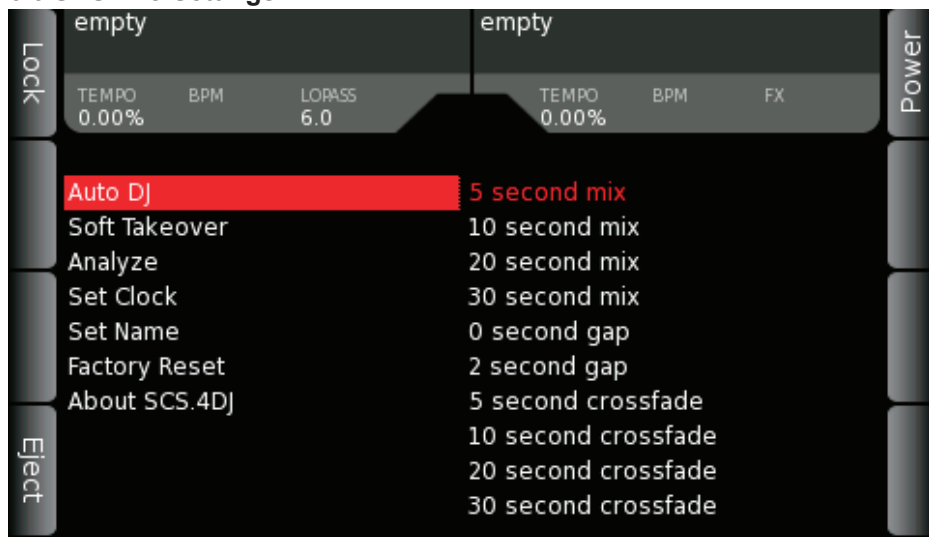 Lock
empty
empty
Power
TEMPO BPM LOPASS
0.00% 6.0
TEMPO BPM FX
0.00%
Auto DJ
Soft Takeover
Analyze
Set Clock
Set Name
Factory Reset
About SCS.4DJ
5 second mix
10 second mix
20 second mix
30 second mix
0 second gap
2 second gap
5 second crossfade
10 second crossfade
20 second crossfade
30 second crossfade
Eject